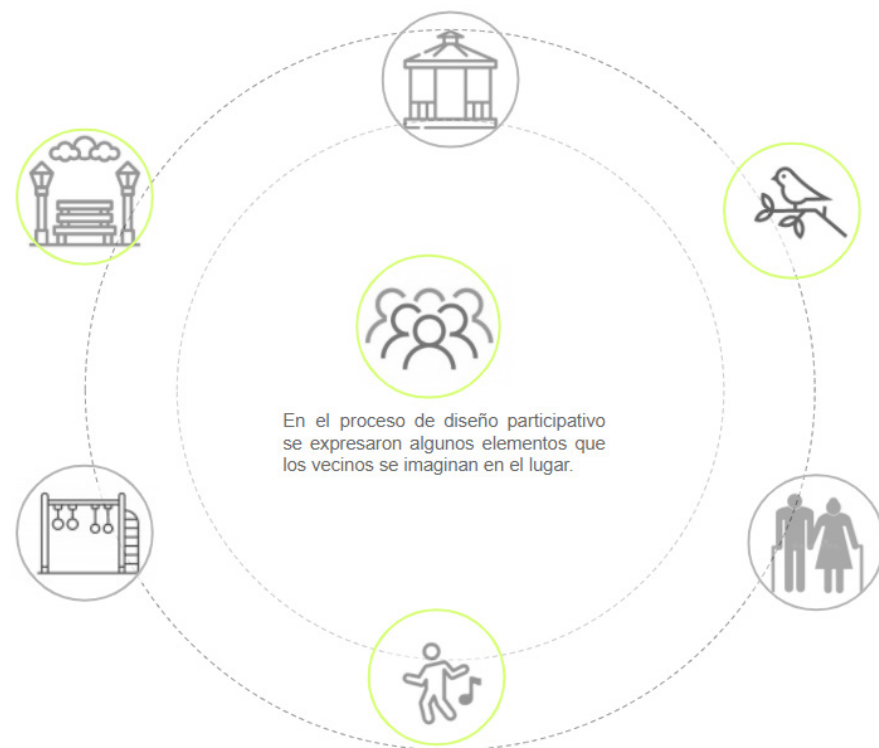 En el proceso de diseño participativo
se expresaron algunos elementos que
los vecinos se imaginan en el lugar.